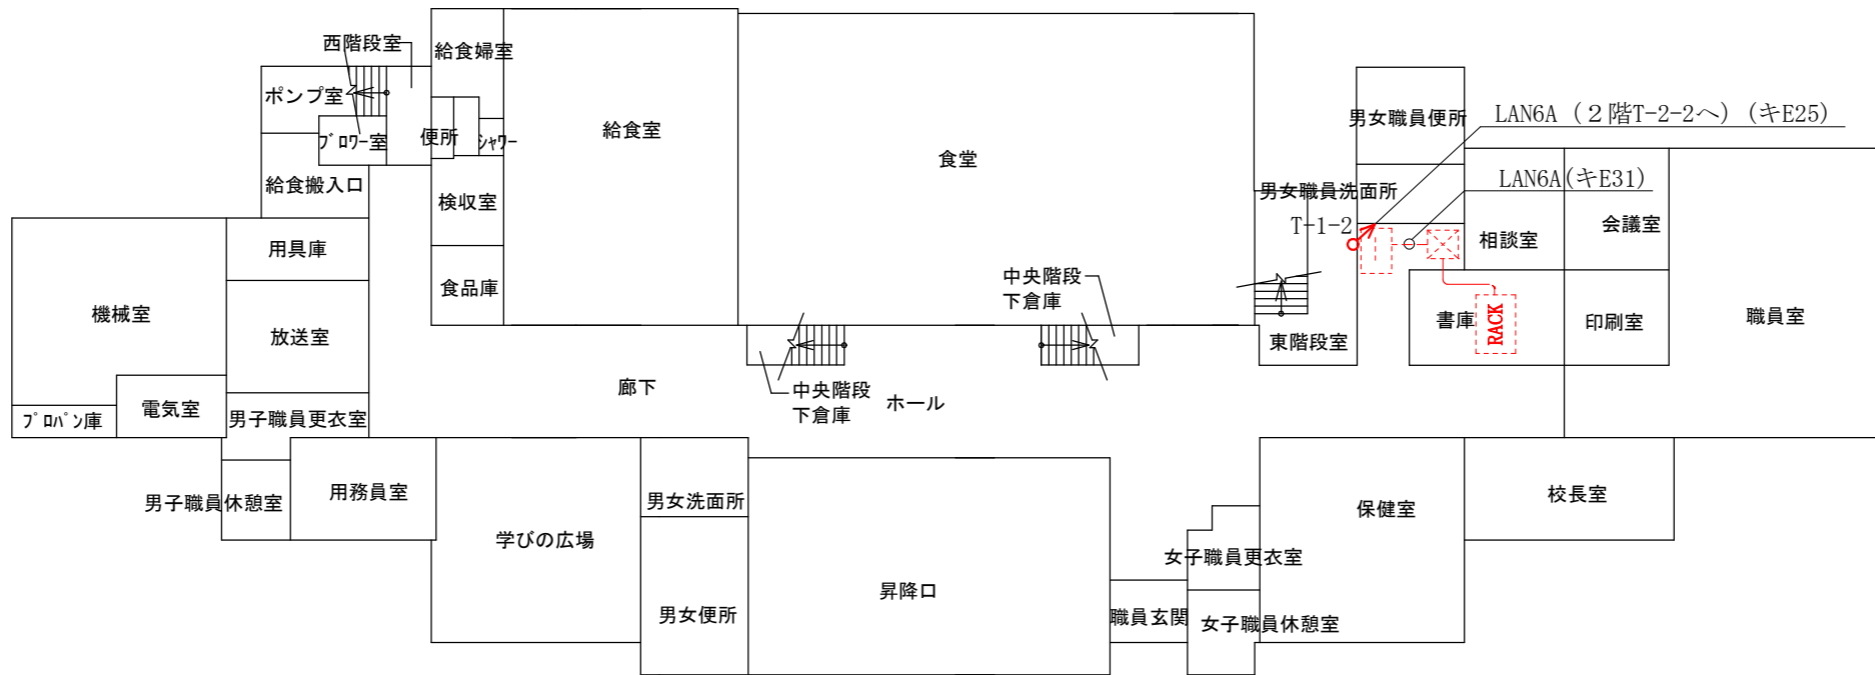 西階段室
給食婦室
ポンプ室
ﾌﾞﾛﾜｰ室
便所
ｼｬﾜｰ
給食室
食堂
男女職員便所
LAN6A (2階T-2-2へ) (ｷE25)
給食搬入口
検収室
男女職員洗面所
LAN6A(ｷE31)
T-1-2
相談室
会議室
用具庫
食品庫
機械室
放送室
中央階段
下倉庫
東階段室
書庫
RACK
印刷室
職員室
廊下
中央階段
下倉庫
ホール
ﾌﾟﾛﾊﾟﾝ庫
電気室
男子職員更衣室
男子職員休憩室
用務員室
学びの広場
男女洗面所
男女便所
昇降口
職員玄関
女子職員更衣室
女子職員休憩室
保健室
校長室